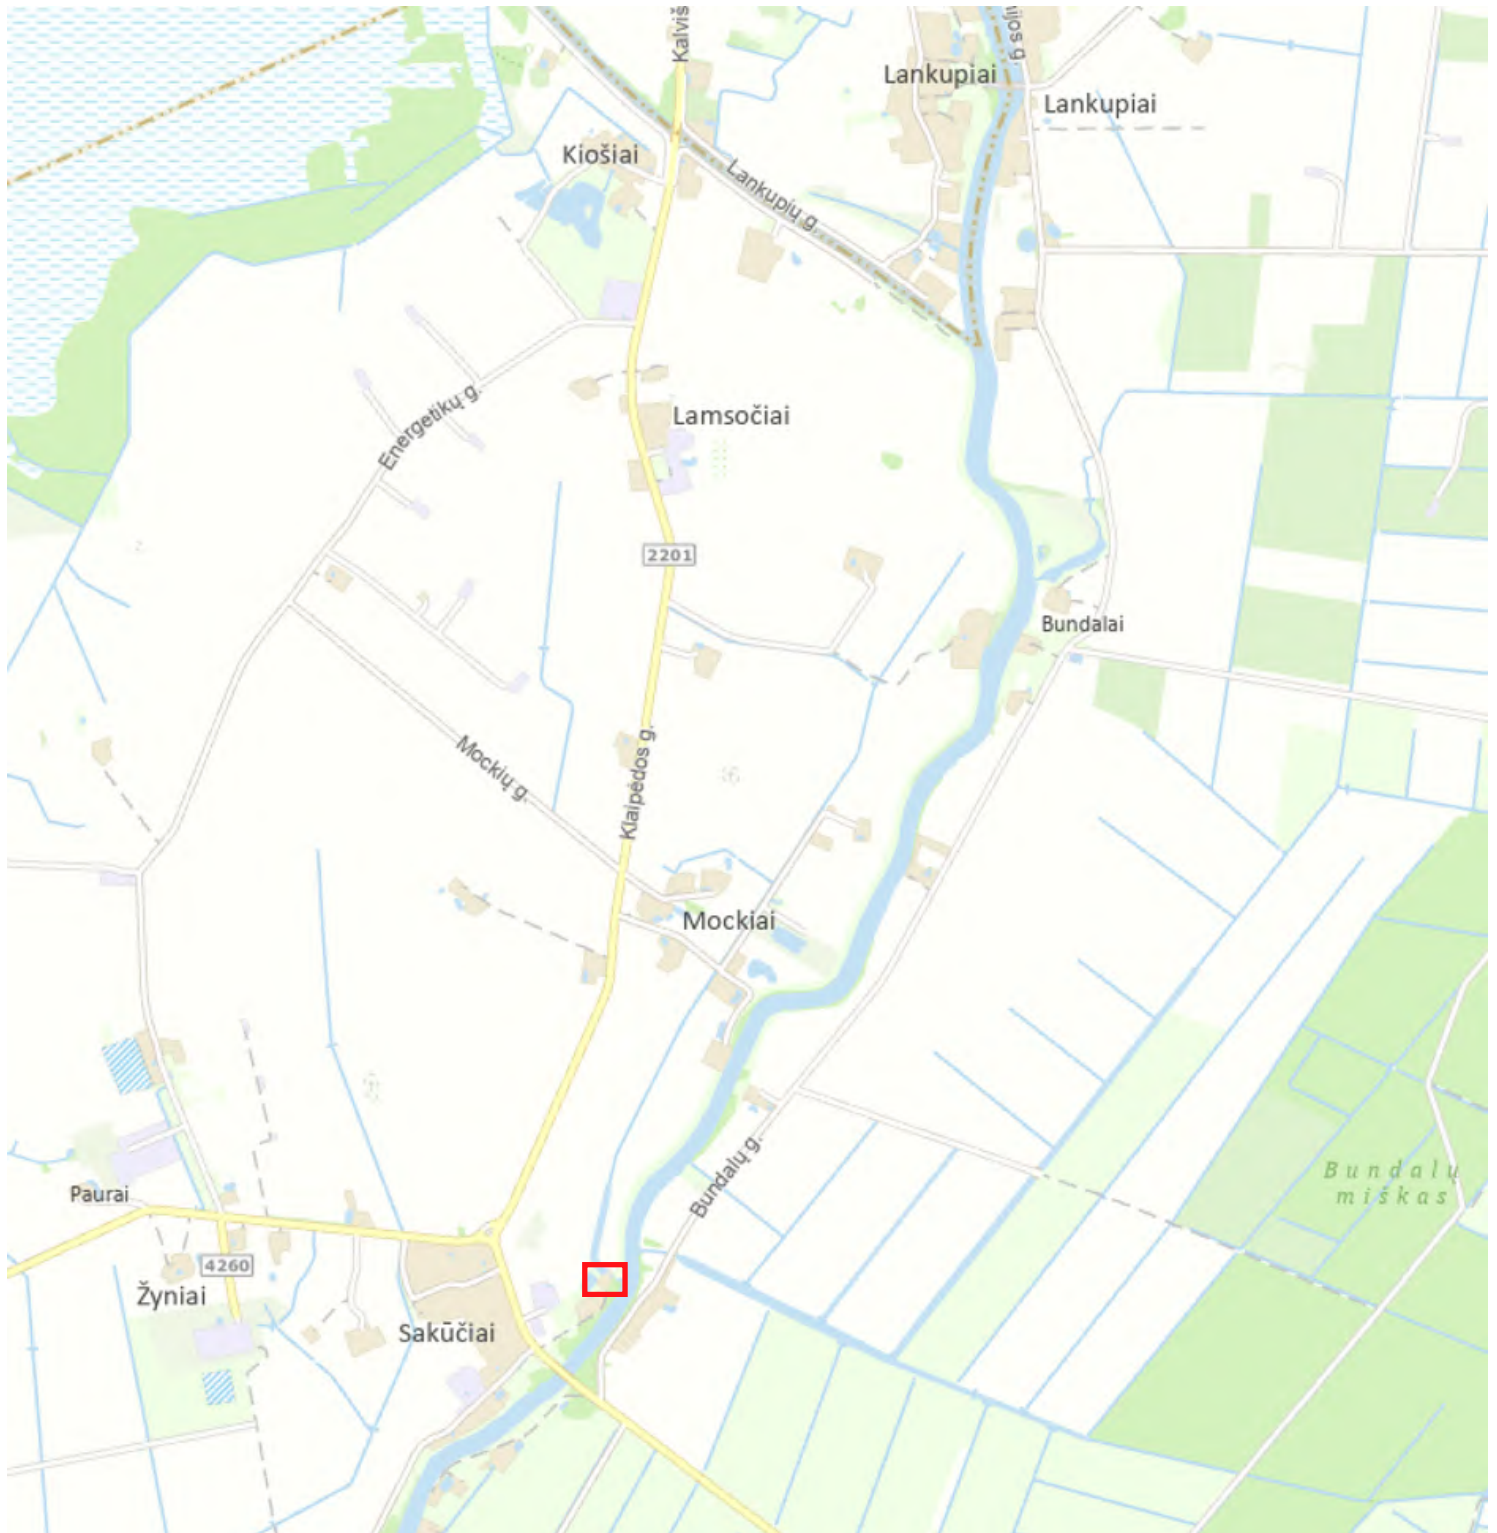 Kalviš
ijos g.
Lankupiai
Lankupiai
Kiošiai
Lankupių g.
Lamsočiai
Energetikų g.
2201
Bundalai
Mockių g.
Klaipėdos g.
Mockiai
Bundalų g.
Bundalų
miškas
Paurai
4260
Žyniai
Sakūčiai